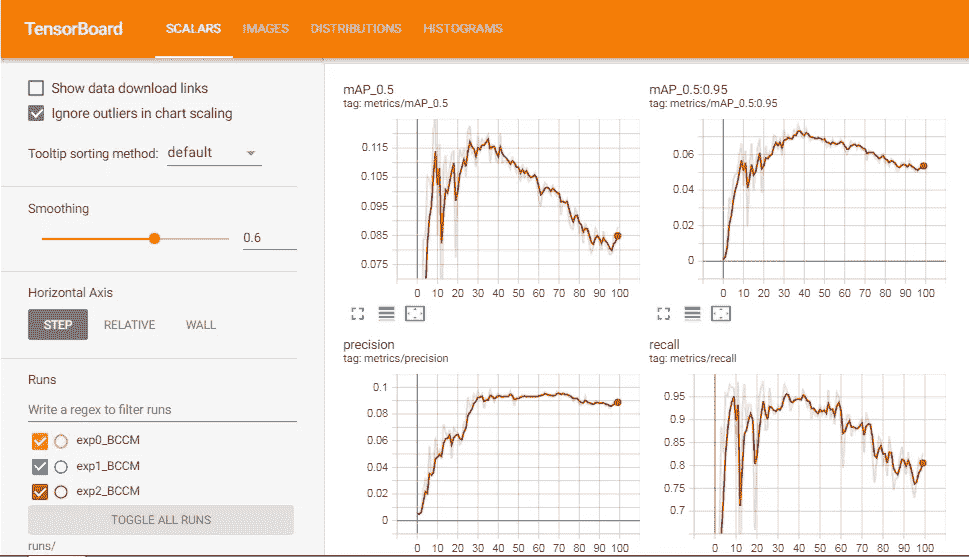 TensorBoard SCALARS IMAGES DISTRIBUTIONS HISTOGRAMS
Show data download links
Ignore outliers in chart scaling
Tooltip sorting method: default
Smoothing
0.6
Horizontal Axis
STEP RELATIVE WALL
Runs
Write a regex to filter runs
exp0_BCCM
exp1_BCCM
exp2_BCCM
TOGGLE ALL RUNS
runs/
mAP_0.5
tag: metrics/mAP_0.5
0.115
0.105
0.095
0.085
0.075
0 10 20 30 40 50 60 70 80 90 100
mAP_0.5:0.95
tag: metrics/mAP_0.5:0.95
0.06
0.04
0.02
0
0 10 20 30 40 50 60 70 80 90 100
precision
tag: metrics/precision
0.1
0.08
0.06
0.04
0.02
0
0 10 20 30 40 50 60 70 80 90 100
recall
tag: metrics/recall
0.95
0.9
0.85
0.8
0.75
0.7
0 10 20 30 40 50 60 70 80 90 100